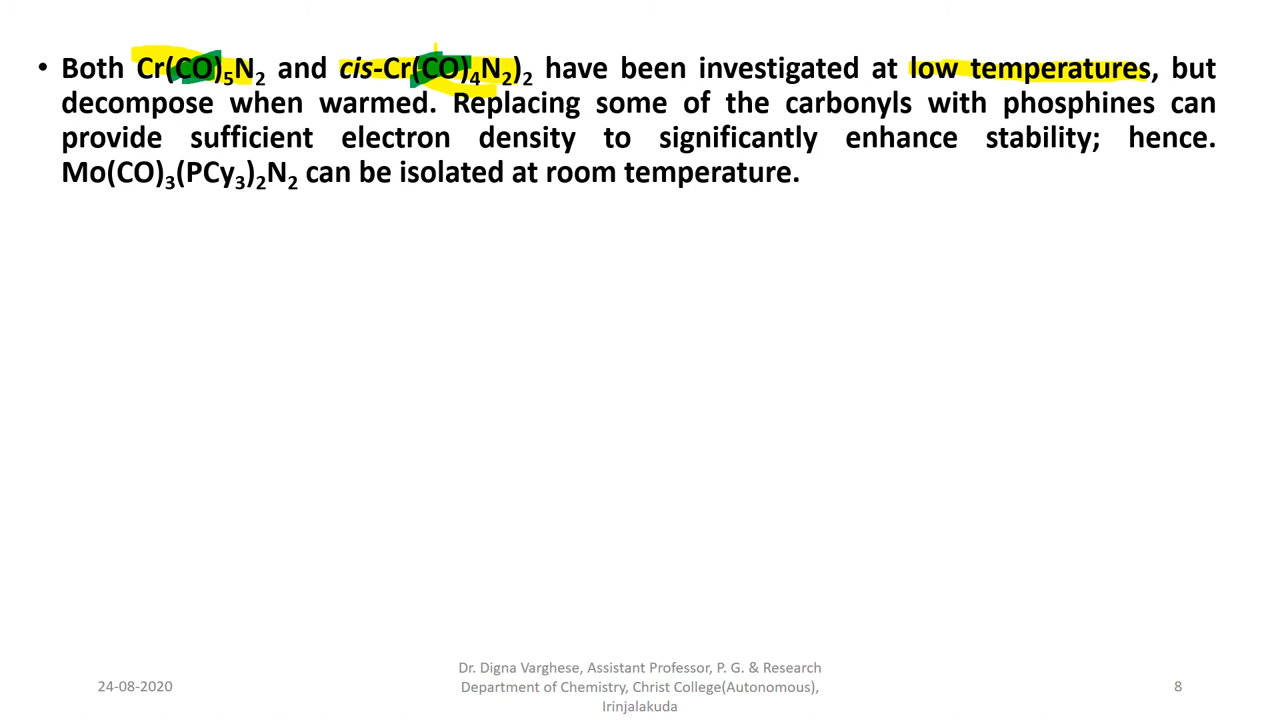 • Both Cr(CO)₅N₂ and cis-Cr(CO)₄N₂)₂ have been investigated at low temperatures, but
decompose when warmed. Replacing some of the carbonyls with phosphines can
provide sufficient electron density to significantly enhance stability; hence.
Mo(CO)₃(PCy₃)₂N₂ can be isolated at room temperature.
24-08-2020
Dr. Digna Varghese, Assistant Professor, P. G. & Research
Department of Chemistry, Christ College(Autonomous),
Irinjalakuda
8